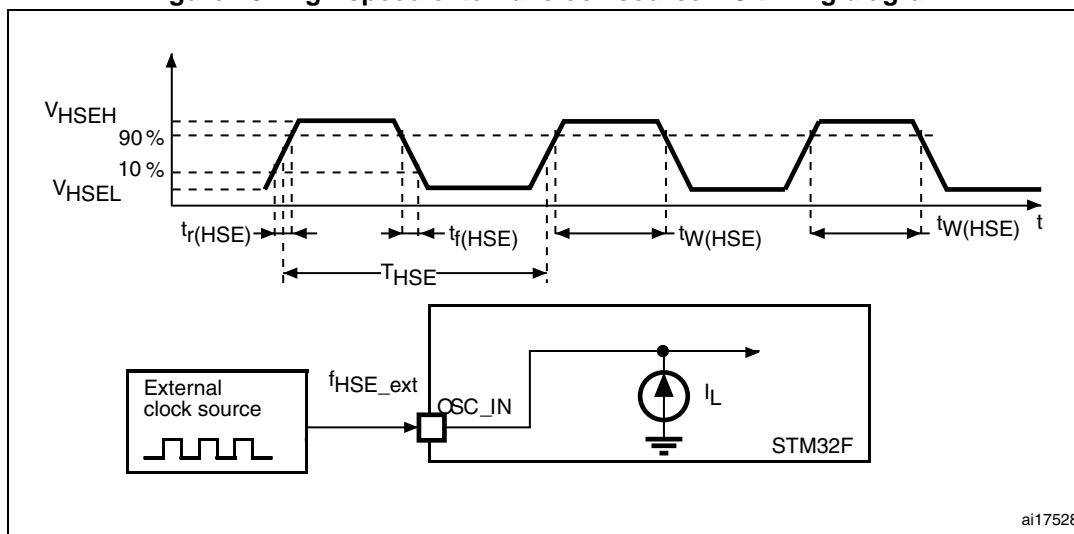 VHSEH
90 %
10 %
VHSEL
tr(HSE)
tf(HSE)
tW(HSE)
tW(HSE)
t
THSE
External
clock source
fHSE_ext
OSC_IN
IL
STM32F
ai17528